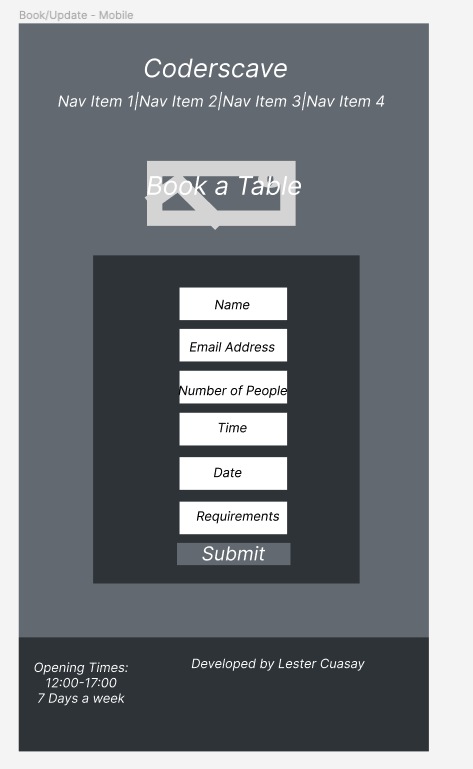 Book/Update - Mobile
Coderscave
Nav Item 1|Nav Item 2|Nav Item 3|Nav Item 4
Book a Table
Name
Email Address
Number of People
Time
Date
Requirements
Submit
Opening Times:
12:00-17:00
7 Days a week
Developed by Lester Cuasay